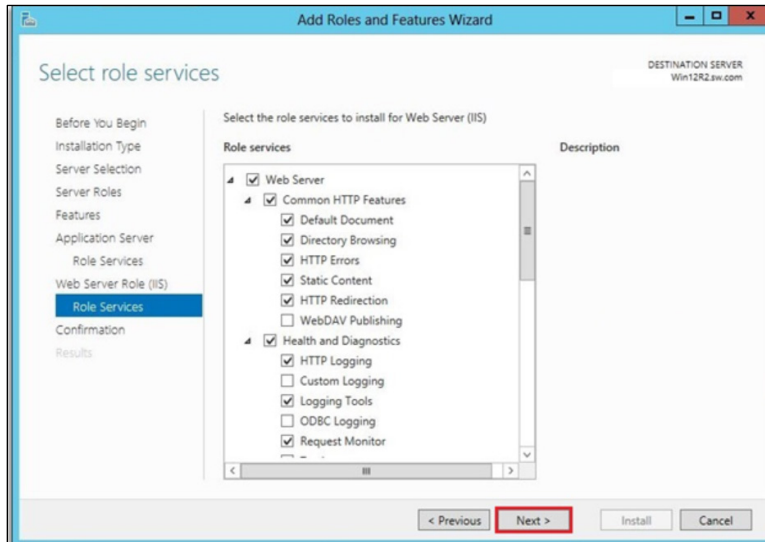 Add Roles and Features Wizard
Select role services
DESTINATION SERVER
Win12R2.sw.com
Before You Begin
Installation Type
Server Selection
Server Roles
Features
Application Server
Role Services
Web Server Role (IIS)
Role Services
Confirmation
Results
Select the role services to install for Web Server (IIS)
Role services
Description
Web Server
Common HTTP Features
Default Document
Directory Browsing
HTTP Errors
Static Content
HTTP Redirection
WebDAV Publishing
Health and Diagnostics
HTTP Logging
Custom Logging
Logging Tools
ODBC Logging
Request Monitor
< Previous
Next >
Install
Cancel